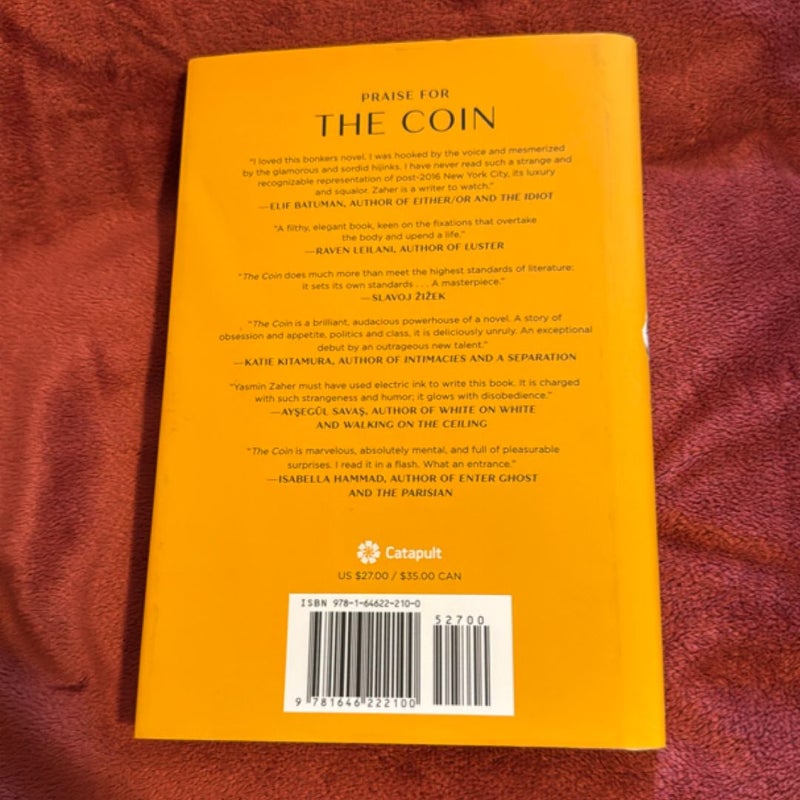 PRAISE FOR
THE COIN
"I loved this bonkers novel. I was hooked by the voice and mesmerized
by the glamorous and sordid hijinks. I have never read such a strange and
recognizable representation of post-2016 New York City, its luxury
and squalor. Zaher is a writer to watch."
—ELIF BATUMAN, AUTHOR OF EITHER/OR AND THE IDIOT
"A filthy, elegant book, keen on the fixations that overtake
the body and upend a life."
—RAVEN LEILANI, AUTHOR OF LUSTER
"The Coin does much more than meet the highest standards of literature:
it sets its own standards . . . A masterpiece."
—SLAVOJ ŽIŽEK
"The Coin is a brilliant, audacious powerhouse of a novel. A story of
obsession and appetite, politics and class, it is deliciously unruly. An exceptional
debut by an outrageous new talent."
—KATIE KITAMURA, AUTHOR OF INTIMACIES AND A SEPARATION
"Yasmin Zaher must have used electric ink to write this book. It is charged
with such strangeness and humor; it glows with disobedience."
—AYŞEGÜL SAVAŞ, AUTHOR OF WHITE ON WHITE
AND WALKING ON THE CEILING
"The Coin is marvelous, absolutely mental, and full of pleasurable
surprises. I read it in a flash. What an entrance."
—ISABELLA HAMMAD, AUTHOR OF ENTER GHOST
AND THE PARISIAN
Catapult
US $27.00 / $35.00 CAN
ISBN 978-1-64622-210-0
52700
9 781646 222100